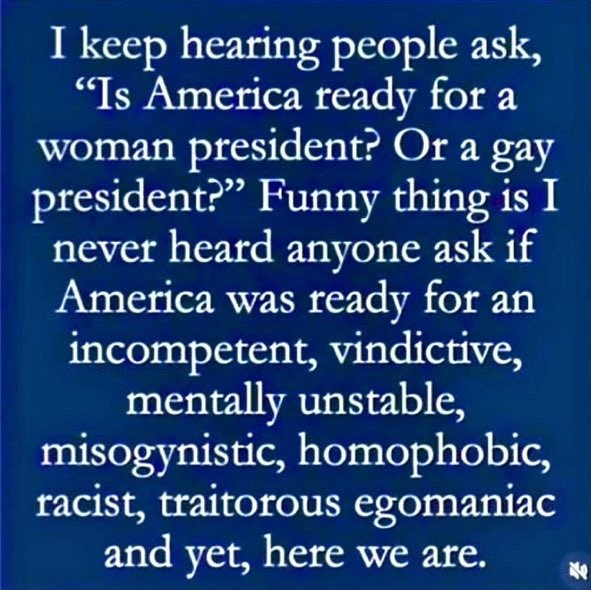 I keep hearing people ask,
“Is America ready for a
woman president? Or a gay
president?” Funny thing is I
never heard anyone ask if
America was ready for an
incompetent, vindictive,
mentally unstable,
misogynistic, homophobic,
racist, traitorous egomaniac
and yet, here we are.